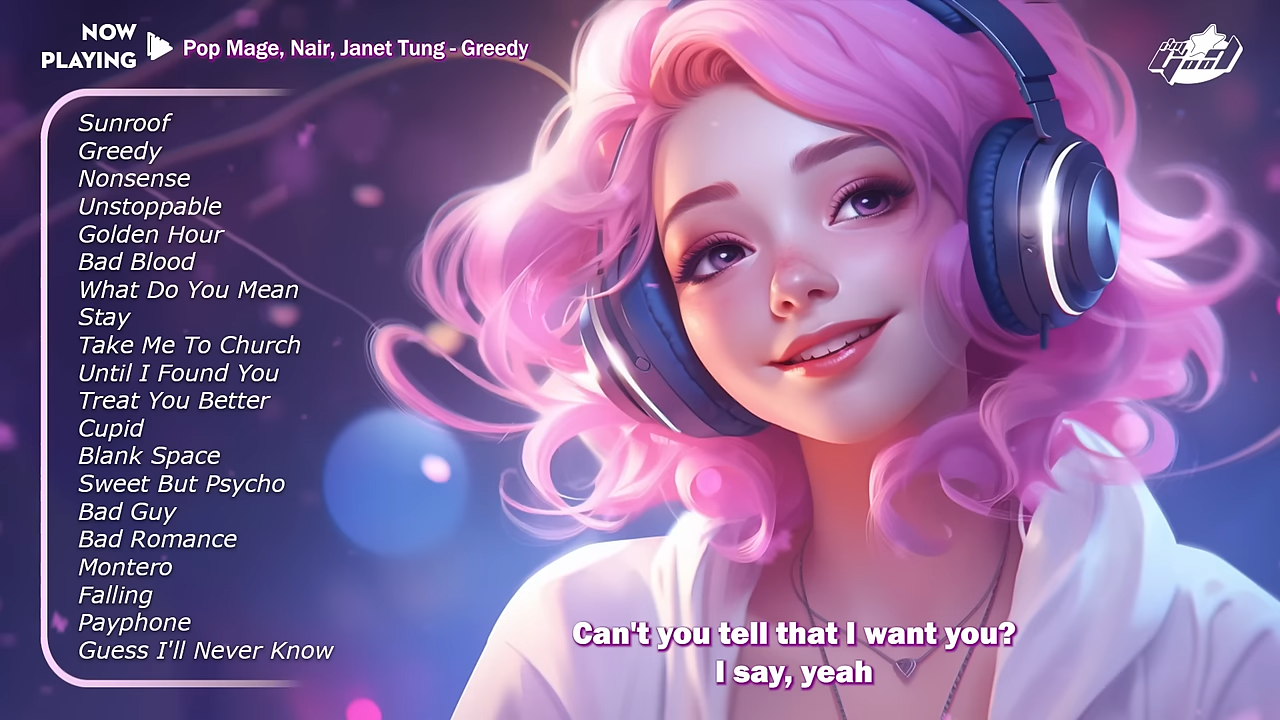 NOW
PLAYING
Pop Mage, Nair, Janet Tung - Greedy
Sunroof
Greedy
Nonsense
Unstoppable
Golden Hour
Bad Blood
What Do You Mean
Stay
Take Me To Church
Until I Found You
Treat You Better
Cupid
Blank Space
Sweet But Psycho
Bad Guy
Bad Romance
Montero
Falling
Payphone
Guess I'll Never Know
Can't you tell that I want you?
I say, yeah